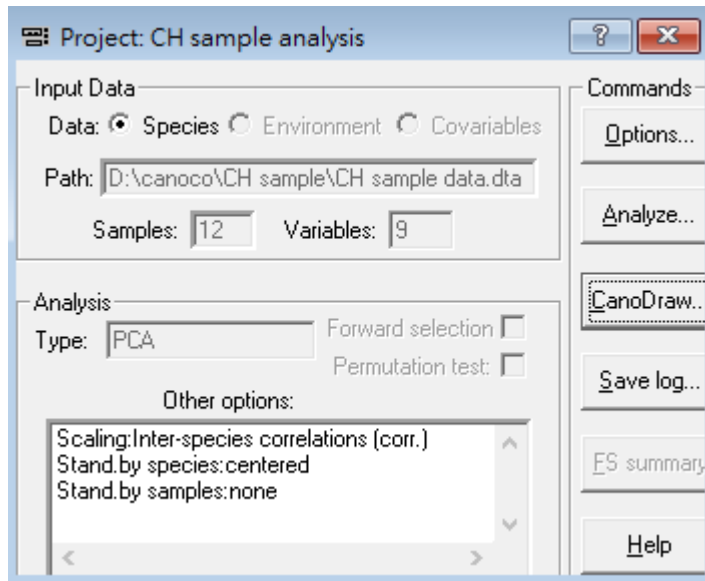 Project: CH sample analysis
?
Input Data
Data: Species Environment Covariables
Path: D:\canoco\CH sample\CH sample data.dta
Samples: 12 Variables: 9
Analysis
Type: PCA
Forward selection
Permutation test:
Other options:
Scaling:Inter-species correlations (corr.)
Stand.by species:centered
Stand.by samples:none
Commands
Options...
Analyze...
CanoDraw..
Save log...
FS summary
Help